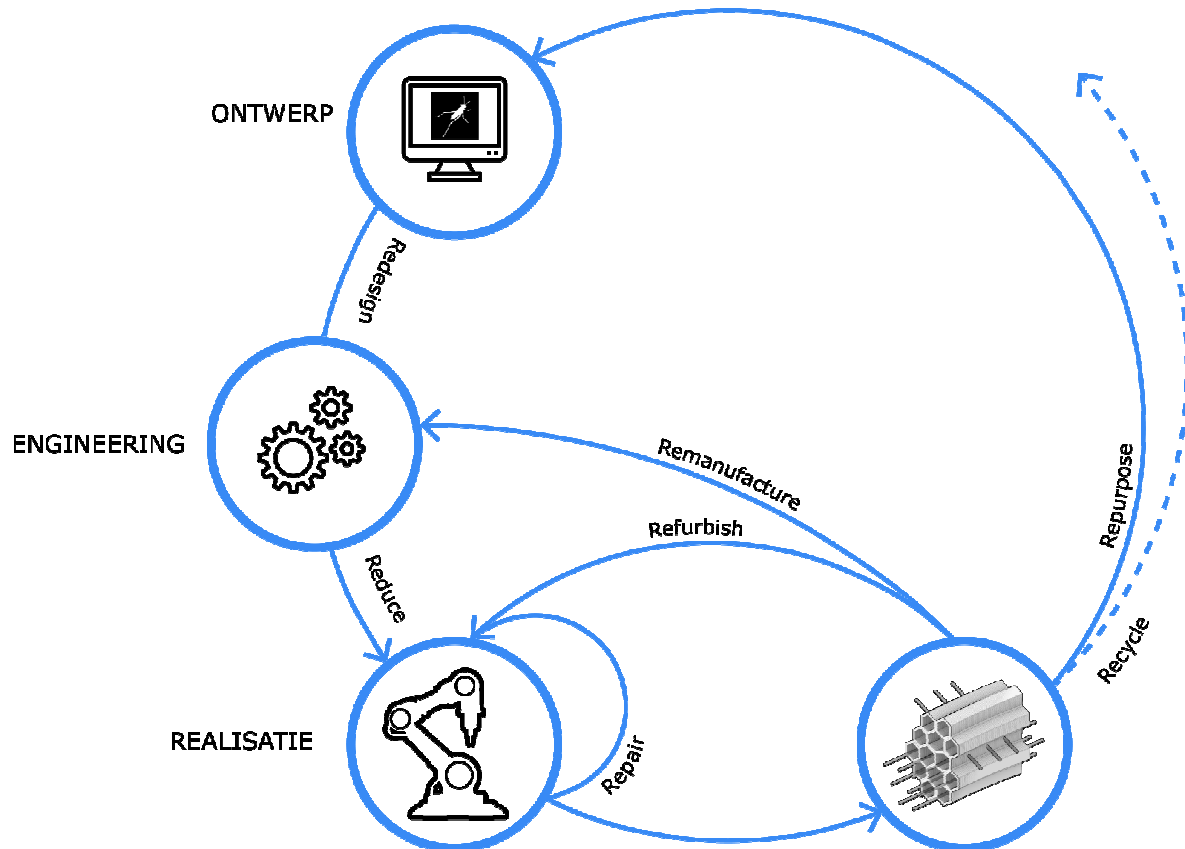 ONTWERP
Redesign
ENGINEERING
Remanufacture
Repurpose
Refurbish
Reduce
Recycle
REALISATIE
Repair